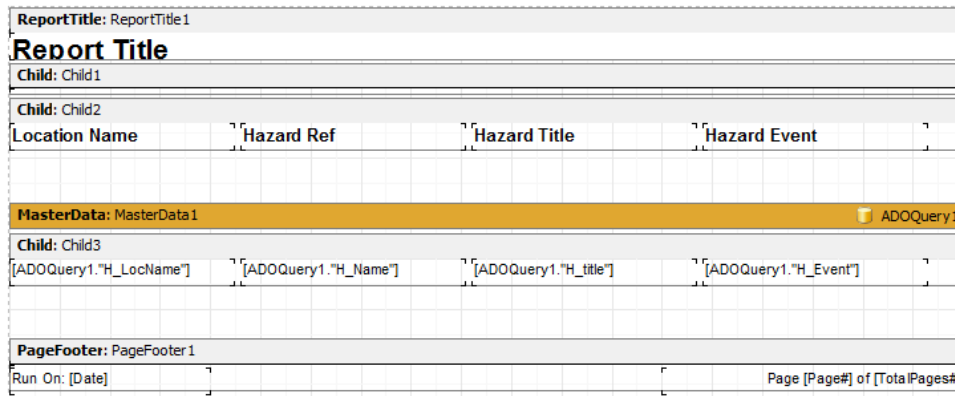 ReportTitle: ReportTitle1
Report Title
Child: Child1
Child: Child2
Location Name Hazard Ref Hazard Title Hazard Event
MasterData: MasterData1 ADOQuery1
Child: Child3
[ADOQuery1."H_LocName"] [ADOQuery1."H_Name"] [ADOQuery1."H_title"] [ADOQuery1."H_Event"]
PageFooter: PageFooter1
Run On: [Date] Page [Page#] of [TotalPages#